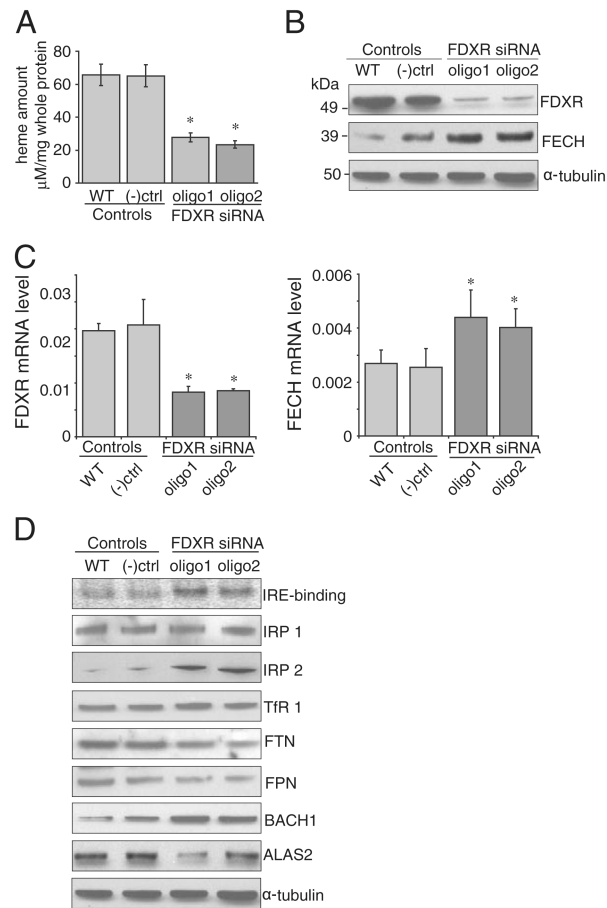 A
heme amount
µM/mg whole protein
80
60
40
20
0
*
*
WT (-)ctrl oligo1 oligo2
Controls FDXR siRNA
B
Controls FDXR siRNA
WT (-)ctrl oligo1 oligo2
kDa
49
FDXR
39
FECH
50
α-tubulin
C
FDXR mRNA level
0.03
0.02
0.01
0
*
*
Controls FDXR siRNA
WT (-)ctrl oligo1 oligo2
FECH mRNA level
0.006
0.004
0.002
0
*
*
Controls FDXR siRNA
WT (-)ctrl oligo1 oligo2
D
Controls FDXR siRNA
WT (-)ctrl oligo1 oligo2
IRE-binding
IRP 1
IRP 2
TfR 1
FTN
FPN
BACH1
ALAS2
α-tubulin